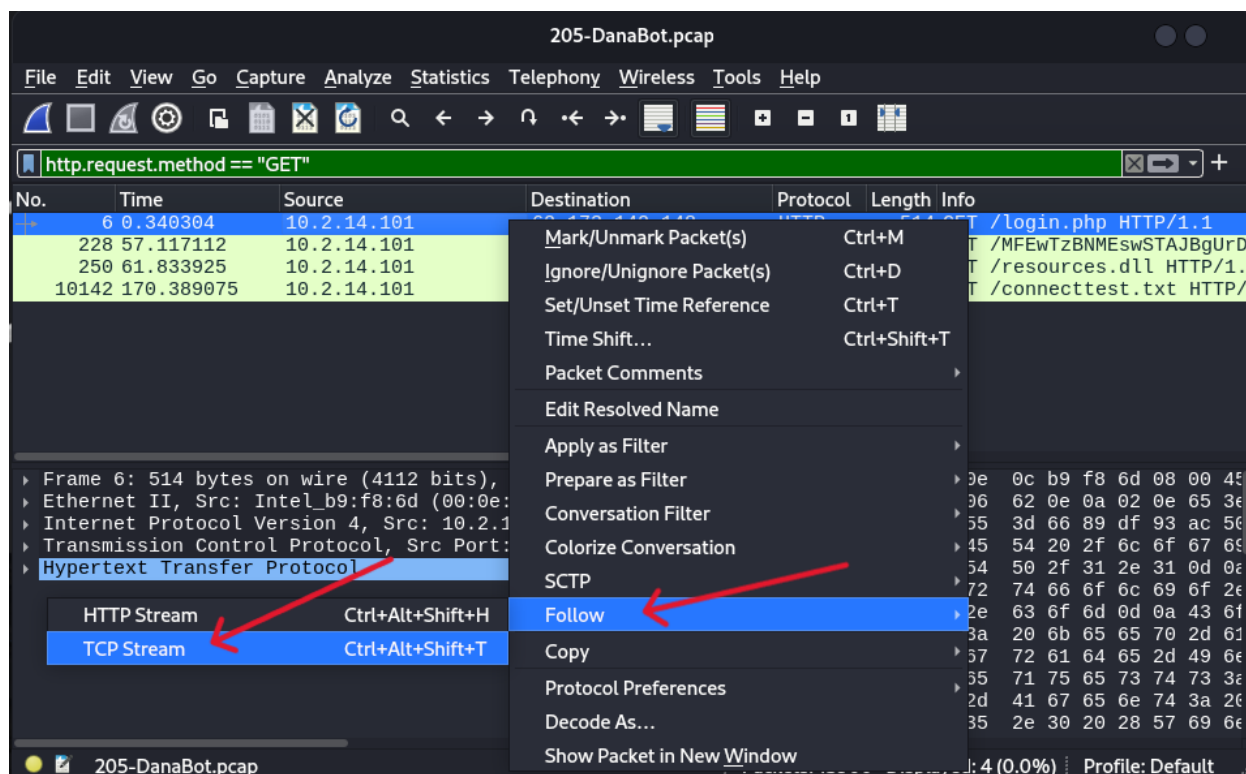 205-DanaBot.pcap
File Edit View Go Capture Analyze Statistics Telephony Wireless Tools Help
http.request.method == "GET"
No. Time Source Destination Protocol Length Info
6 0.340304 10.2.14.101 /login.php HTTP/1.1
228 57.117112 10.2.14.101 T /MFEwTzBNMEswSTAJBgUrD
250 61.833925 10.2.14.101 T /resources.dll HTTP/1.
10142 170.389075 10.2.14.101 T /connecttest.txt HTTP/
Mark/Unmark Packet(s) Ctrl+M
Ignore/Unignore Packet(s) Ctrl+D
Set/Unset Time Reference Ctrl+T
Time Shift... Ctrl+Shift+T
Packet Comments
Edit Resolved Name
Apply as Filter
Prepare as Filter
Conversation Filter
Colorize Conversation
SCTP
Follow
Copy
Protocol Preferences
Decode As...
Show Packet in New Window
Frame 6: 514 bytes on wire (4112 bits),
Ethernet II, Src: Intel_b9:f8:6d (00:0e:
Internet Protocol Version 4, Src: 10.2.1
Transmission Control Protocol, Src Port:
Hypertext Transfer Protocol
HTTP Stream Ctrl+Alt+Shift+H
TCP Stream Ctrl+Alt+Shift+T
0c b9 f8 6d 08 00 45
62 0e 0a 02 0e 65 3e
3d 66 89 df 93 ac 50
54 20 2f 6c 6f 67 69
50 2f 31 2e 31 0d 0a
74 66 6f 6c 69 6f 2e
63 6f 6d 0d 0a 43 6f
20 6b 65 65 70 2d 61
72 61 64 65 2d 49 6e
71 75 65 73 74 73 3a
41 67 65 6e 74 3a 20
2e 30 20 28 57 69 6e
205-DanaBot.pcap
: 4 (0.0%) Profile: Default